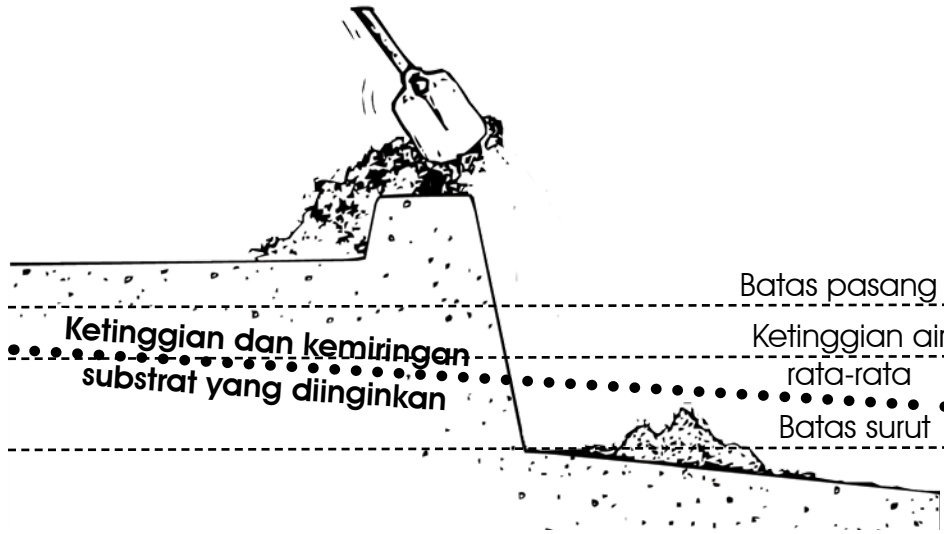 Batas pasang
Ketinggian dan kemiringan
substrat yang diinginkan
Ketinggian air
rata-rata
Batas surut